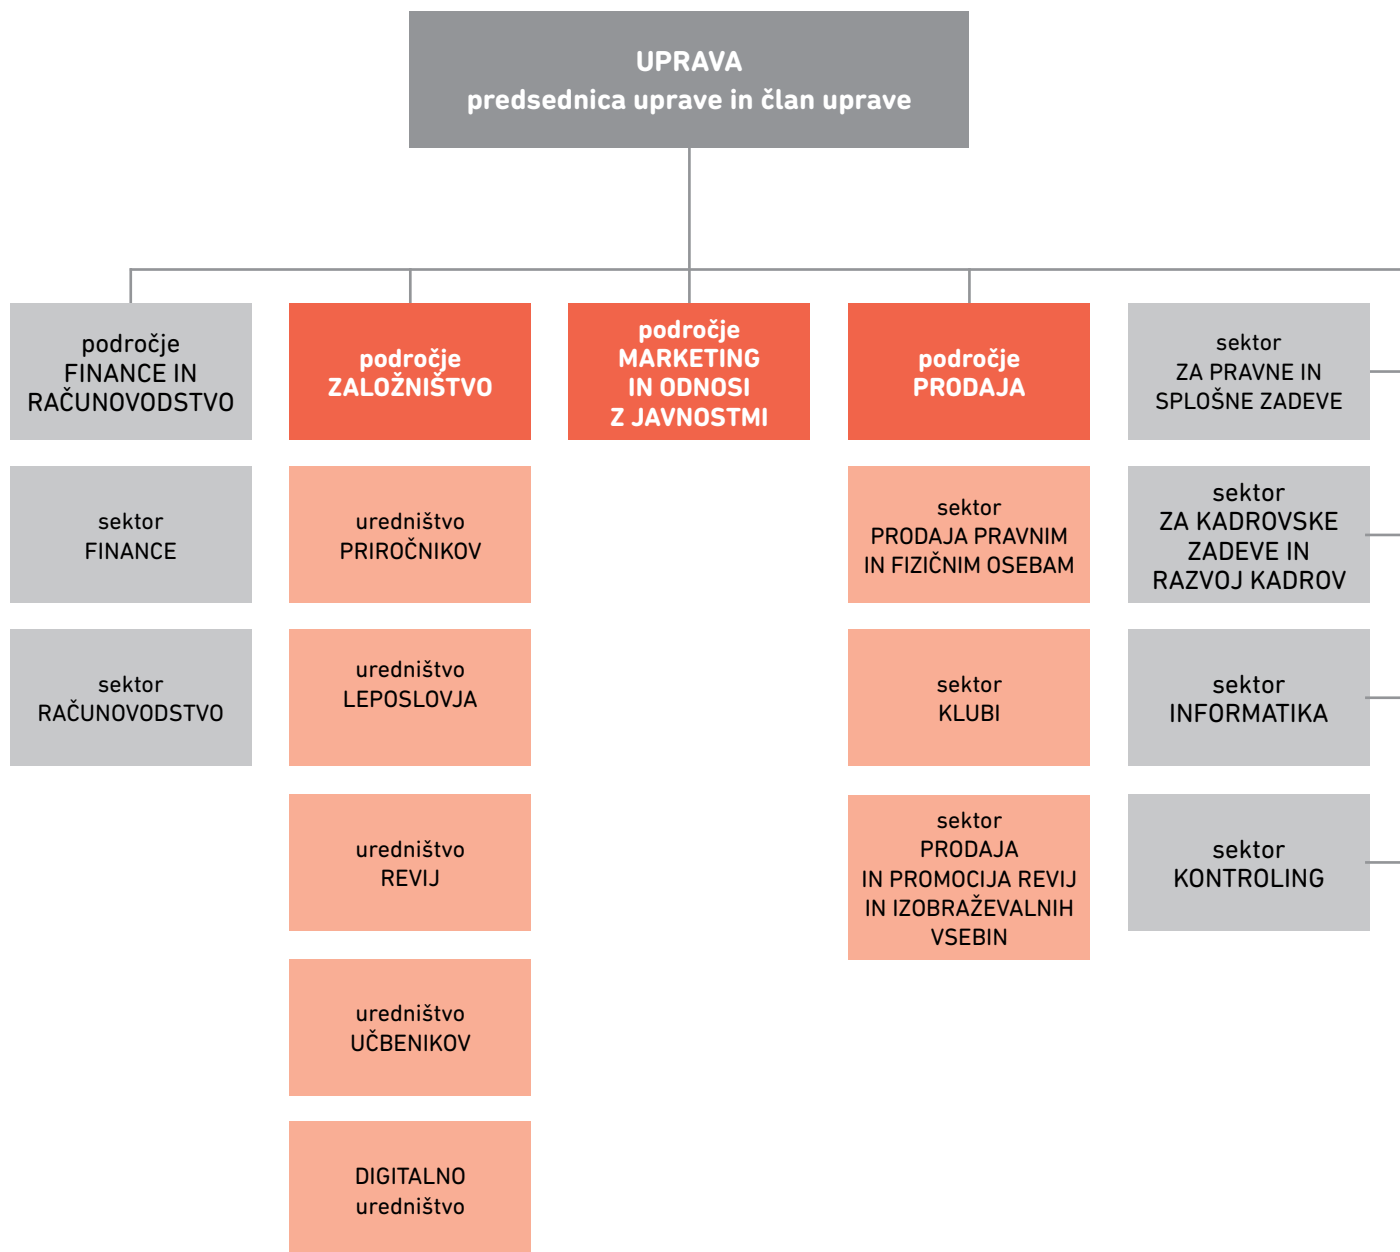 UPRAVA
predsednica uprave in član uprave
področje
FINANCE IN
RAČUNOVODSTVO
sektor
FINANCE
sektor
RAČUNOVODSTVO
področje
ZALOŽNIŠTVO
uredništvo
PRIROČNIKOV
uredništvo
LEPOSLOVJA
uredništvo
REVIJ
uredništvo
UČBENIKOV
DIGITALNO
uredništvo
področje
MARKETING
IN ODNOSI
Z JAVNOSTMI
področje
PRODAJA
sektor
PRODAJA PRAVNIM
IN FIZIČNIM OSEBAM
sektor
KLUBI
sektor
PRODAJA
IN PROMOCIJA REVIJ
IN IZOBRAŽEVALNIH
VSEBIN
sektor
ZA PRAVNE IN
SPLOŠNE ZADEVE
sektor
ZA KADROVSKE
ZADEVE IN
RAZVOJ KADROV
sektor
INFORMATIKA
sektor
KONTROLING